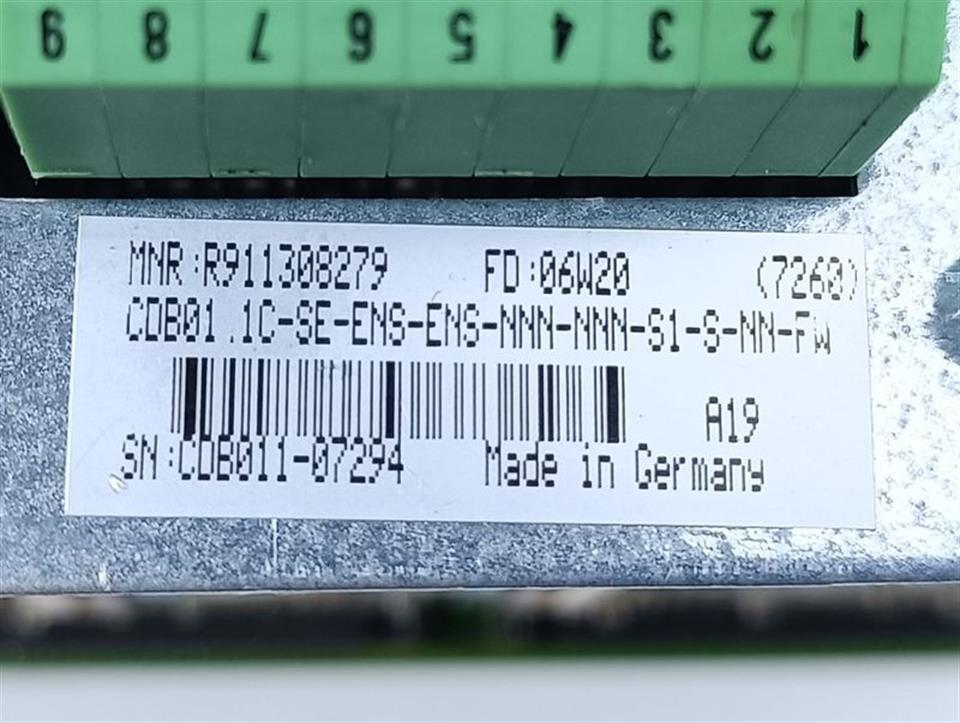 9 8 7 6 5 4 3 2 1
MNR:R911308279 FD:06W20 (7260)
CDB01.1C-SE-ENS-ENS-NNN-NNN-S1-S-NN-FW
A19
SN:CDB011-07294 Made in Germany